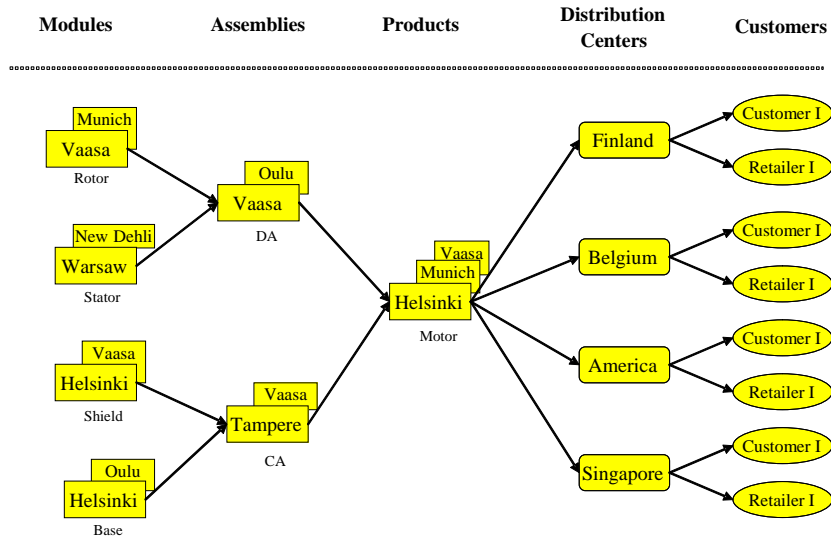 Modules
Assemblies
Products
Distribution
Centers
Customers
Munich
Vaasa
Rotor
New Dehli
Warsaw
Stator
Vaasa
Helsinki
Shield
Oulu
Helsinki
Base
Oulu
Vaasa
DA
Vaasa
Tampere
CA
Vaasa
Munich
Helsinki
Motor
Finland
Belgium
America
Singapore
Customer I
Retailer I
Customer I
Retailer I
Customer I
Retailer I
Customer I
Retailer I